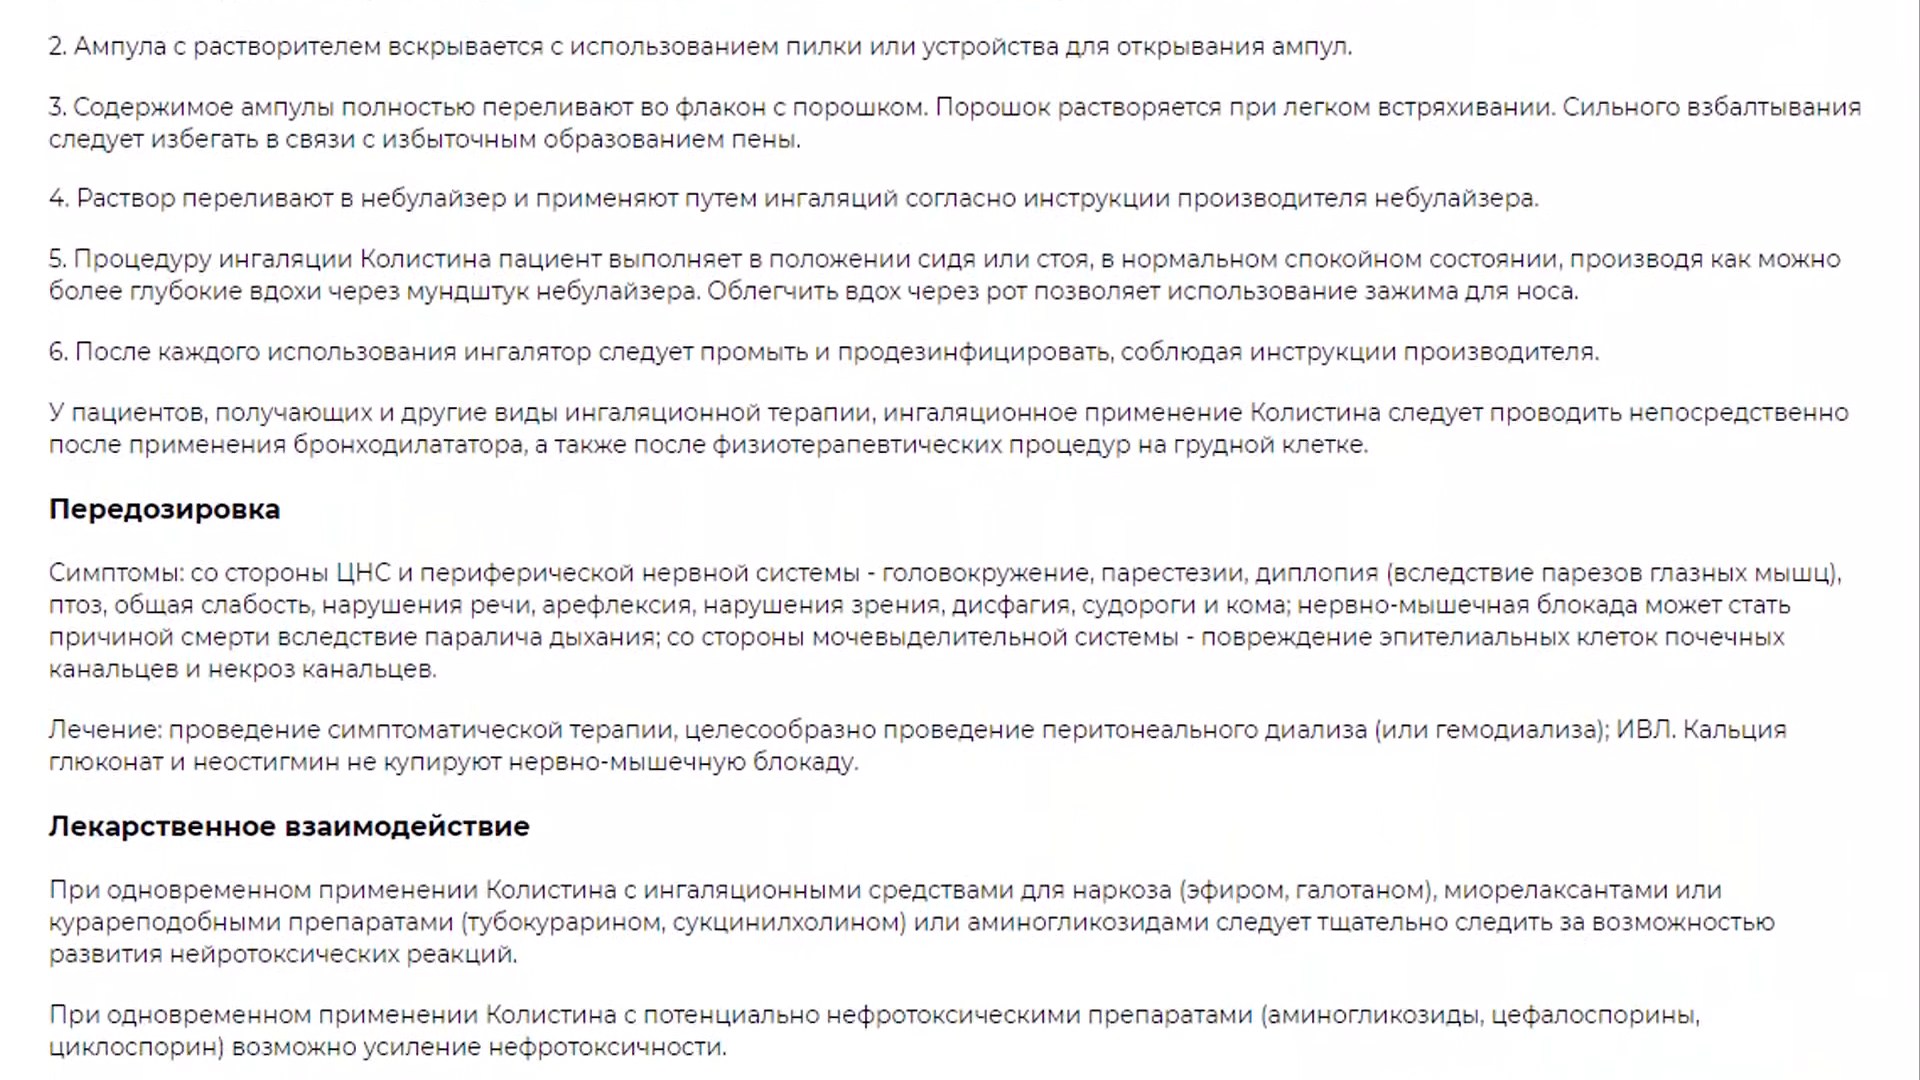 2. Ампула с растворителем вскрывается с использованием пилки или устройства для открывания ампул.
3. Содержимое ампулы полностью переливают во флакон с порошком. Порошок растворяется при легком встряхивании. Сильного взбалтывания
следует избегать в связи с избыточным образованием пены.
4. Раствор переливают в небулайзер и применяют путем ингаляций согласно инструкции производителя небулайзера.
5. Процедуру ингаляции Колистина пациент выполняет в положении сидя или стоя, в нормальном спокойном состоянии, производя как можно
более глубокие вдохи через мундштук небулайзера. Облегчить вдох через рот позволяет использование зажима для носа.
6. После каждого использования ингалятор следует промыть и продезинфицировать, соблюдая инструкции производителя.
У пациентов, получающих и другие виды ингаляционной терапии, ингаляционное применение Колистина следует проводить непосредственно
после применения бронходилататора, а также после физиотерапевтических процедур на грудной клетке.
Передозировка
Симптомы: со стороны ЦНС и периферической нервной системы - головокружение, парестезии, диплопия (вследствие парезов глазных мышц),
птоз, общая слабость, нарушения речи, арефлексия, нарушения зрения, дисфагия, судороги и кома; нервно-мышечная блокада может стать
причиной смерти вследствие паралича дыхания; со стороны мочевыделительной системы - повреждение эпителиальных клеток почечных
канальцев и некроз канальцев.
Лечение: проведение симптоматической терапии, целесообразно проведение перитонеального диализа (или гемодиализа); ИВЛ. Кальция
глюконат и неостигмин не купируют нервно-мышечную блокаду.
Лекарственное взаимодействие
При одновременном применении Колистина с ингаляционными средствами для наркоза (эфиром, галотаном), миорелаксантами или
курареподобными препаратами (тубокурарином, сукцинилхолином) или аминогликозидами следует тщательно следить за возможностью
развития нейротоксических реакций.
При одновременном применении Колистина с потенциально нефротоксическими препаратами (аминогликозиды, цефалоспорины,
циклоспорин) возможно усиление нефротоксичности.